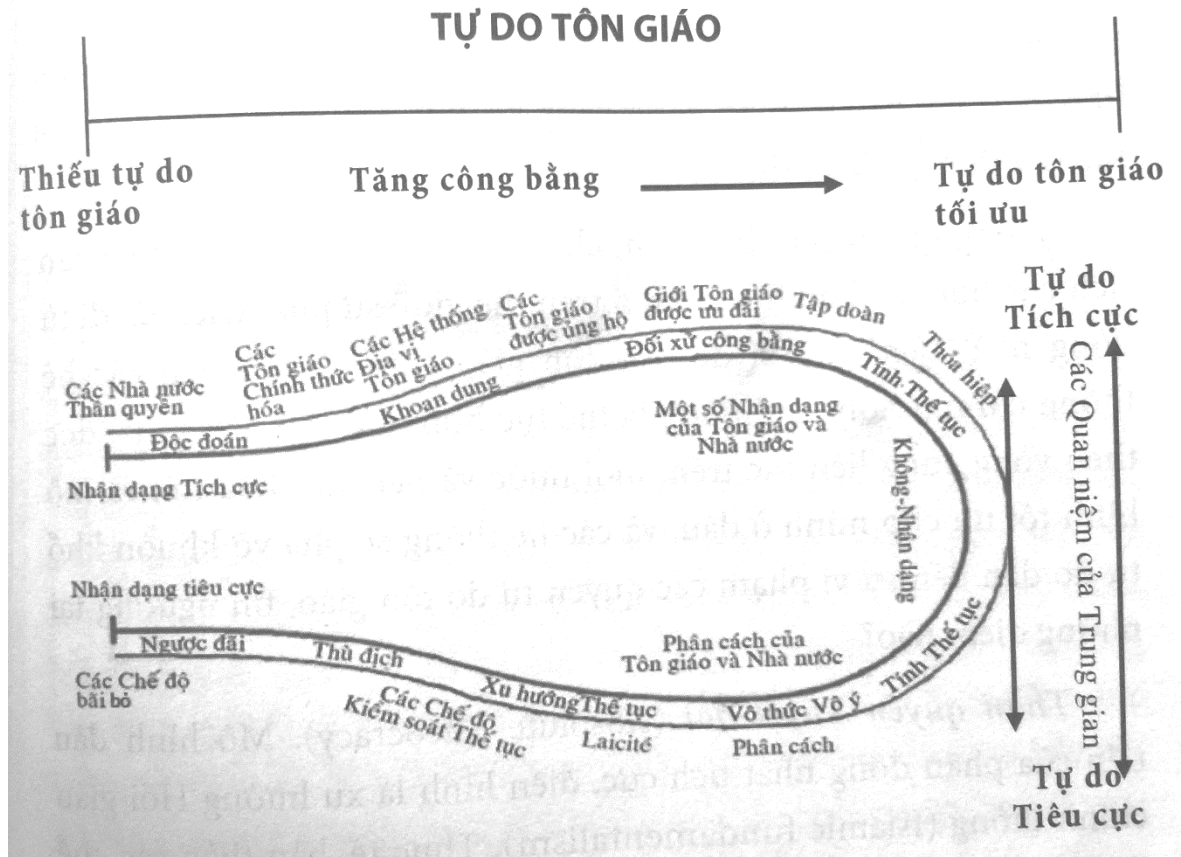 TỰ DO TÔN GIÁO
Thiếu tự do
tôn giáo
Tăng công bằng
Tự do tôn giáo
tối ưu
Tự do
Tích cực
Các Nhà nước
Thần quyền
Các
Tôn giáo
Chính thức
hóa
Các Hệ thống
Địa vị
Tôn giáo
Các
Tôn giáo
được ủng hộ
Giới Tôn giáo
được ưu đãi
Tập đoàn
Thỏa hiệp
Độc đoán
Khoan dung
Đối xử công bằng
Tính Thế tục
Nhận dạng Tích cực
Một số Nhận dạng
của Tôn giáo và
Nhà nước
Không-Nhận dạng
Các Quan niệm của Trung gian
Nhận dạng tiêu cực
Phân cách của
Tôn giáo và Nhà nước
Ngược đãi
Thù địch
Xu hướng Thế tục
Vô thức Vô ý
Tính Thế tục
Các Chế độ
bãi bỏ
Các Chế độ
Kiểm soát Thế tục
Laicité
Phân cách
Tự do
Tiêu cực